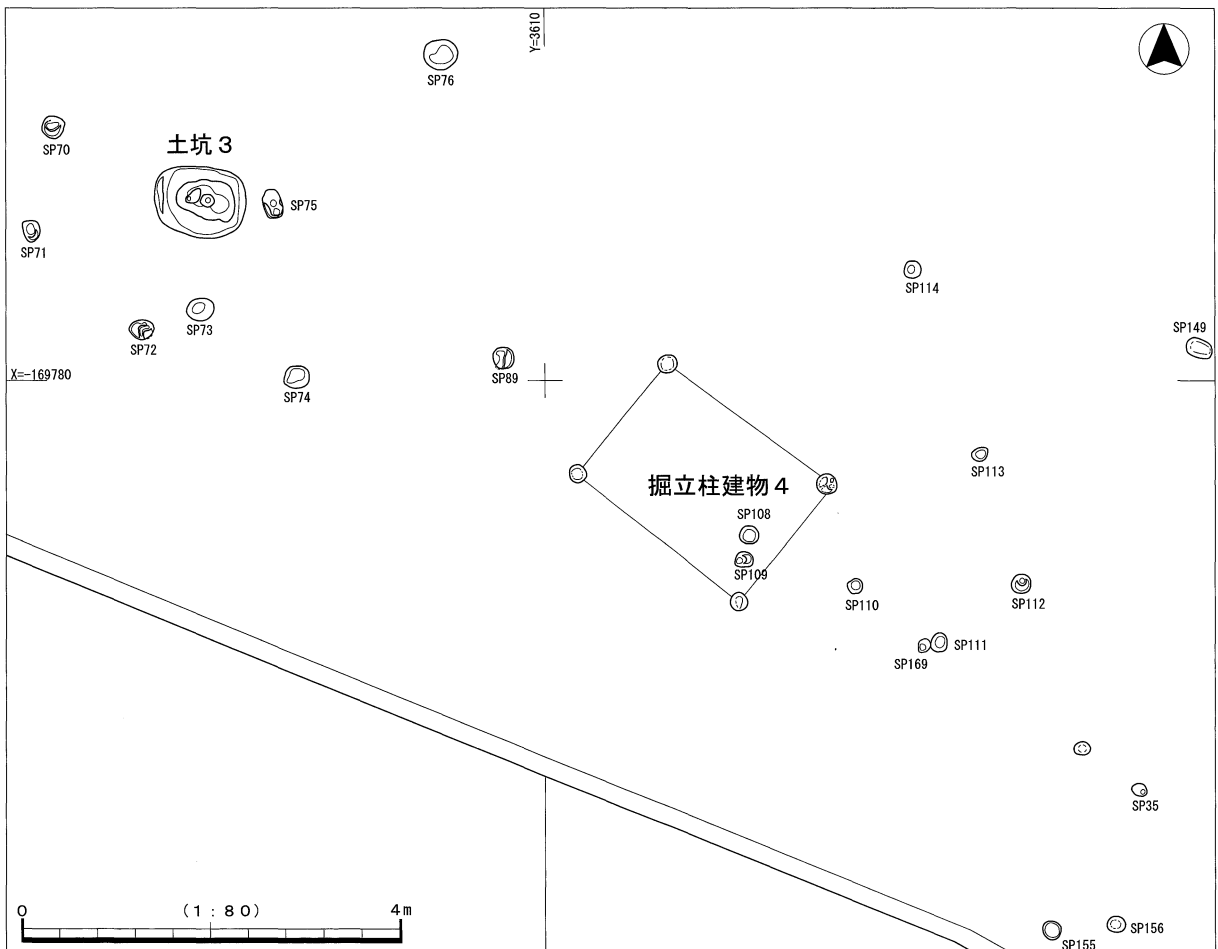 Y=3610
SP76
SP70
土坑3
SP75
SP71
SP114
SP73
SP149
SP72
X=-169780
SP89
SP74
SP113
掘立柱建物4
SP108
SP109
SP110
SP112
SP111
SP169
SP35
0 (1:80) 4m
SP156
SP155